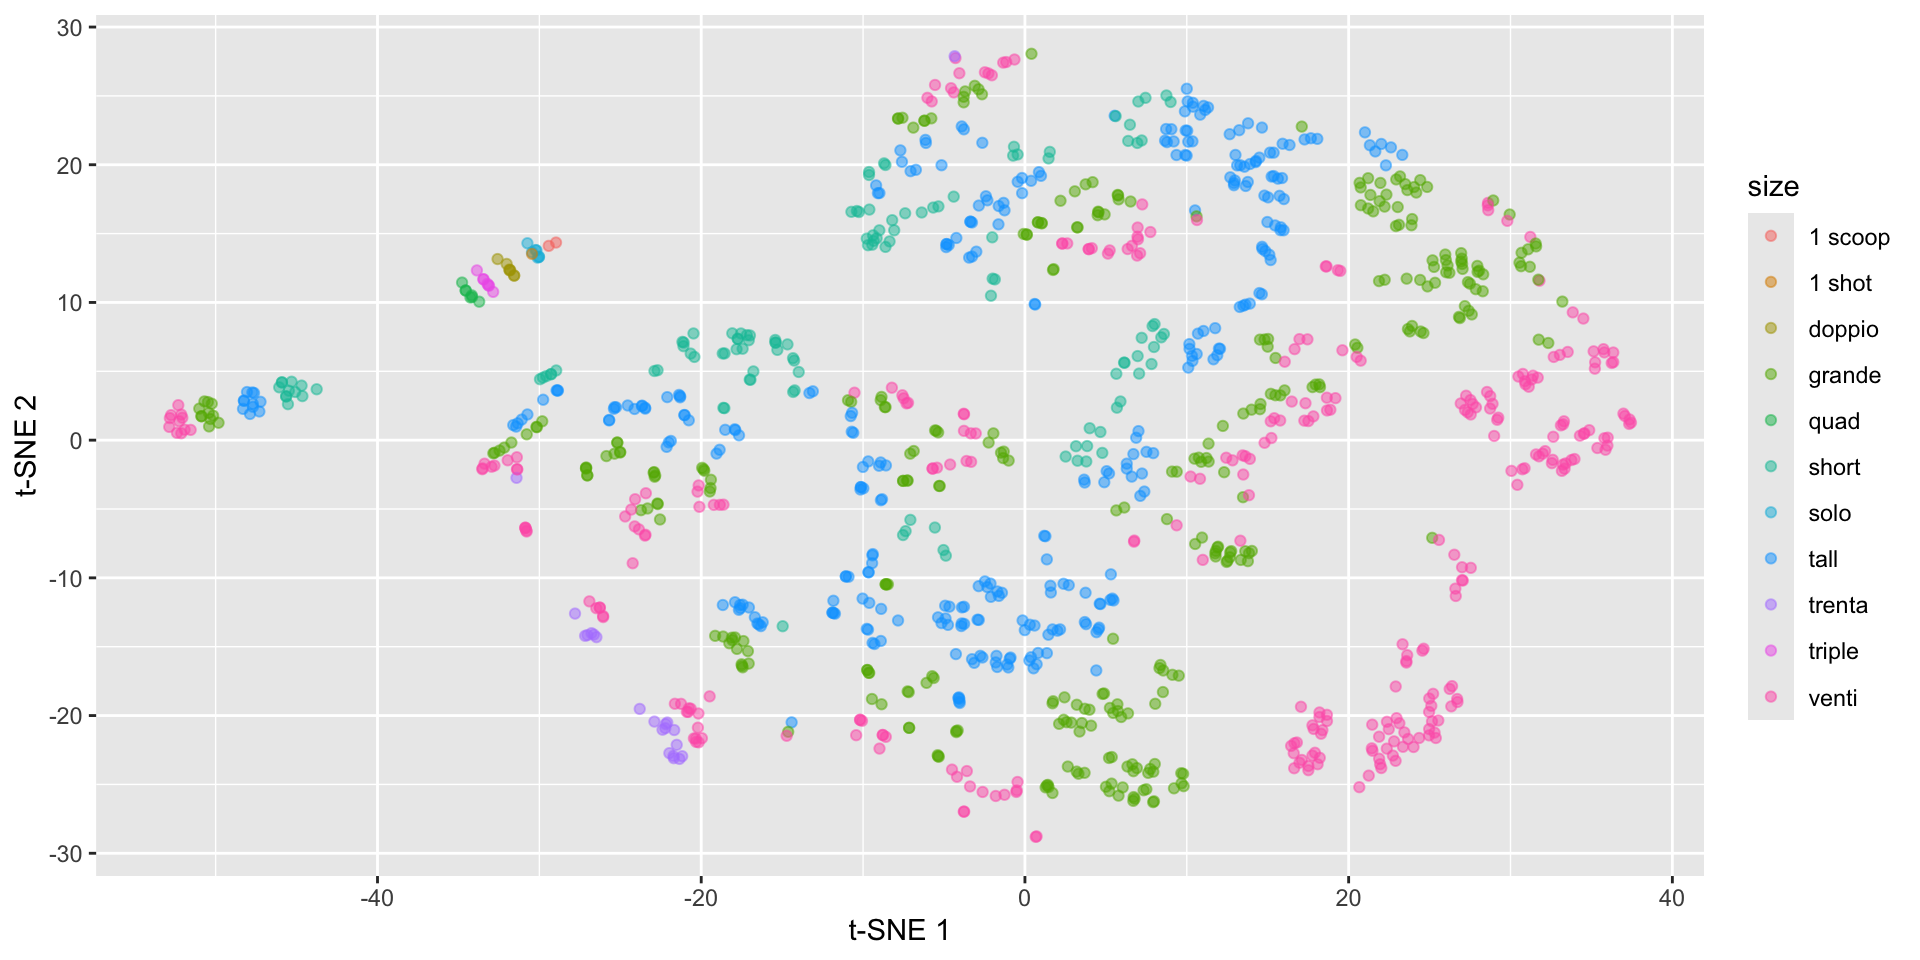 30
20
10
0
-10
-20
-30
-40
-20
0
20
40
t-SNE 1
t-SNE 2
size
1 scoop
1 shot
doppio
grande
quad
short
solo
tall
trenta
triple
venti